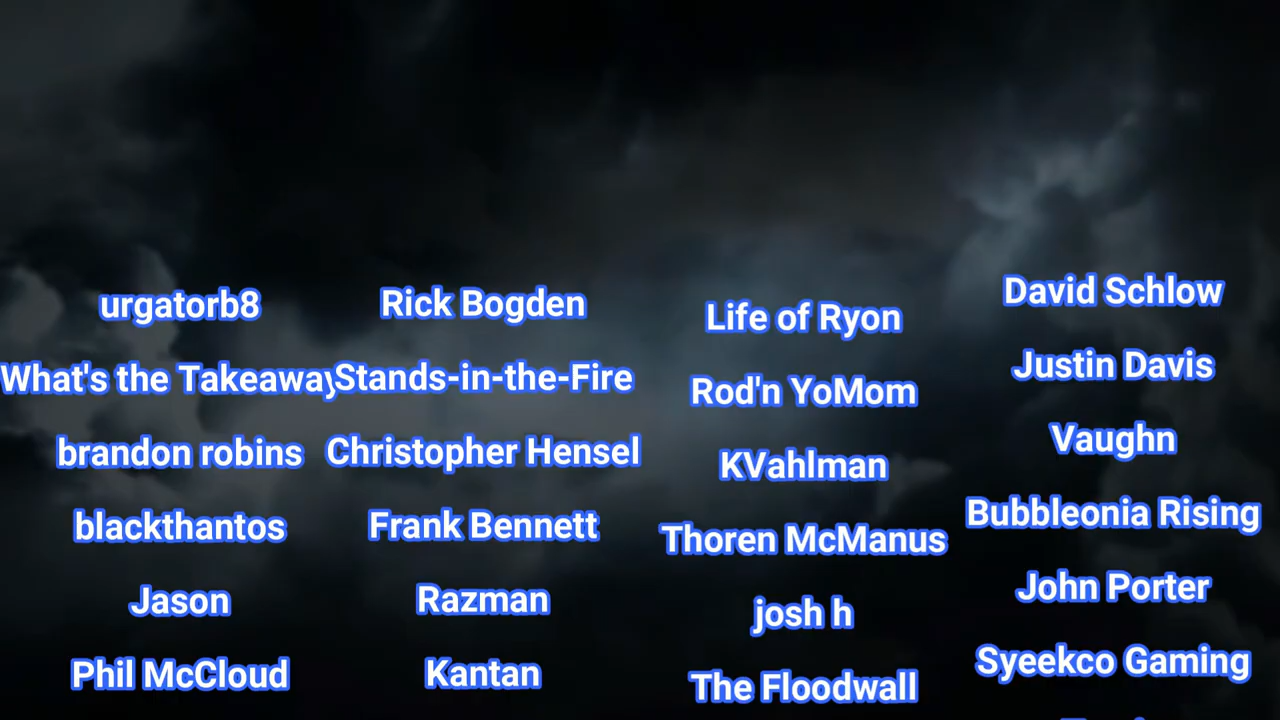 urgatorb8
What's the Takeaway
brandon robins
blackthantos
Jason
Phil McCloud
Rick Bogden
Stands-in-the-Fire
Christopher Hensel
Frank Bennett
Razman
Kantan
Life of Ryon
Rod'n YoMom
KVahlman
Thoren McManus
josh h
The Floodwall
David Schlow
Justin Davis
Vaughn
Bubbleonia Rising
John Porter
Syeekco Gaming